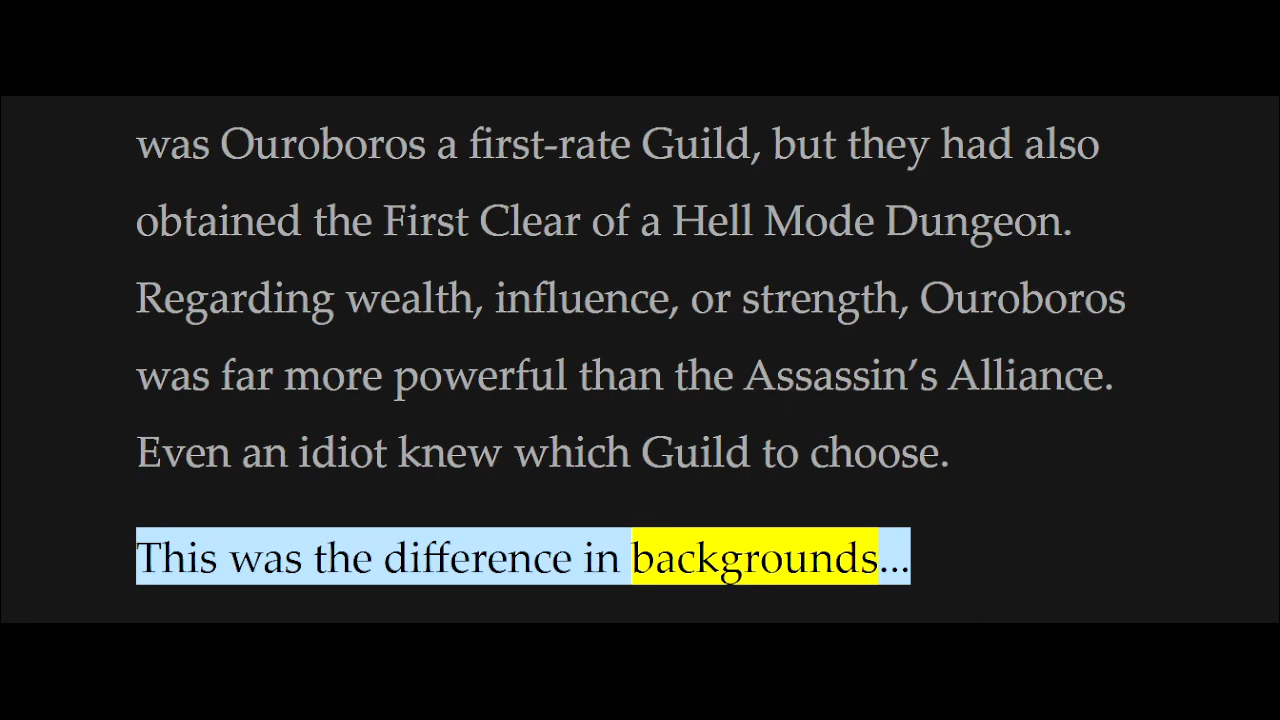 was Ouroboros a first-rate Guild, but they had also
obtained the First Clear of a Hell Mode Dungeon.
Regarding wealth, influence, or strength, Ouroboros
was far more powerful than the Assassin’s Alliance.
Even an idiot knew which Guild to choose.
This was the difference in backgrounds...